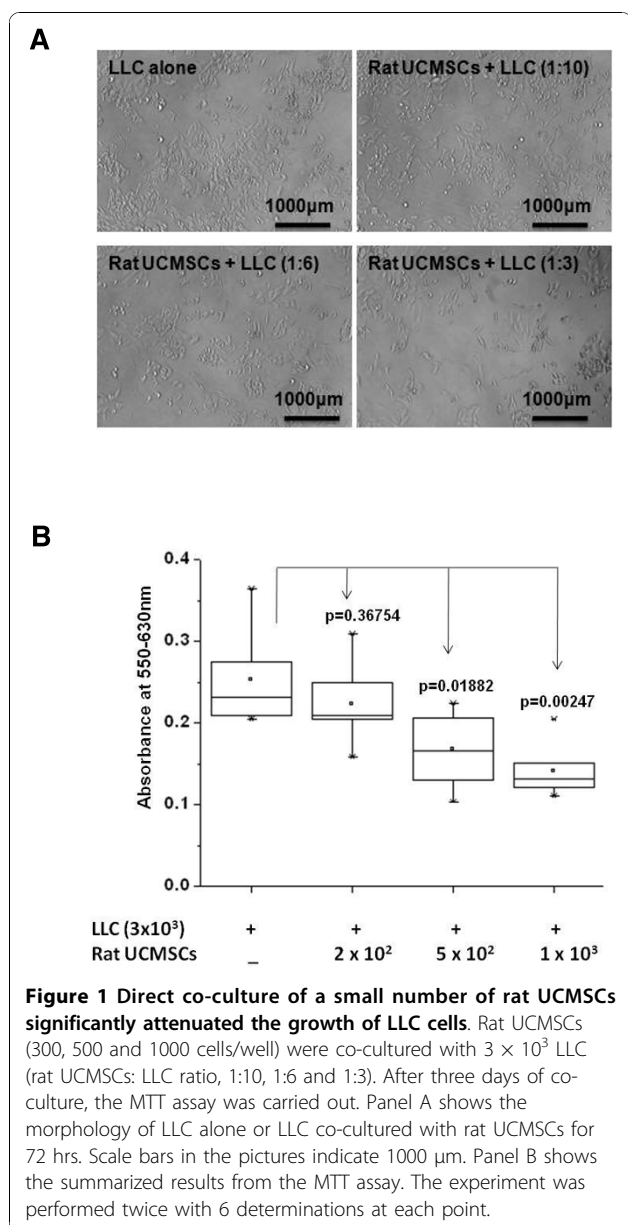 A
LLC alone
Rat UCMSCs + LLC (1:10)
1000µm
1000µm
Rat UCMSCs + LLC (1:6)
Rat UCMSCs + LLC (1:3)
1000µm
1000µm
B
Absorbance at 550-630nm
0.4
0.3
0.2
0.1
0.0
p=0.36754
p=0.01882
p=0.00247
LLC (3x10³) + + + +
Rat UCMSCs _ 2 x 10² 5 x 10² 1 x 10³
Figure 1 Direct co-culture of a small number of rat UCMSCs
significantly attenuated the growth of LLC cells. Rat UCMSCs
(300, 500 and 1000 cells/well) were co-cultured with 3 × 10³ LLC
(rat UCMSCs: LLC ratio, 1:10, 1:6 and 1:3). After three days of co-
culture, the MTT assay was carried out. Panel A shows the
morphology of LLC alone or LLC co-cultured with rat UCMSCs for
72 hrs. Scale bars in the pictures indicate 1000 µm. Panel B shows
the summarized results from the MTT assay. The experiment was
performed twice with 6 determinations at each point.